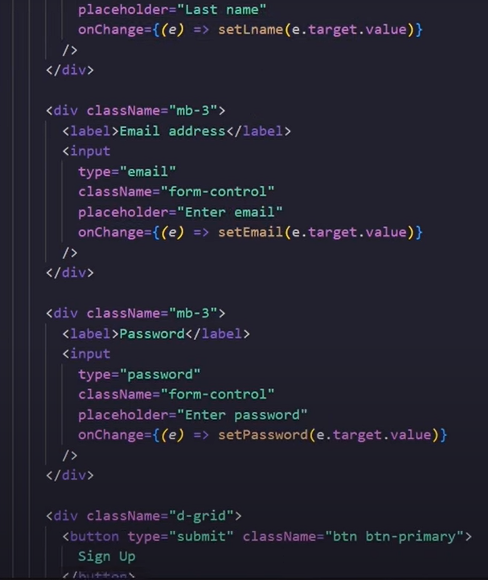 placeholder="Last name"
onChange={(e) => setLname(e.target.value)}
/>
</div>
<div className="mb-3">
<label>Email address</label>
<input
type="email"
className="form-control"
placeholder="Enter email"
onChange={(e) => setEmail(e.target.value)}
/>
</div>
<div className="mb-3">
<label>Password</label>
<input
type="password"
className="form-control"
placeholder="Enter password"
onChange={(e) => setPassword(e.target.value)}
/>
</div>
<div className="d-grid">
<button type="submit" className="btn btn-primary">
Sign Up
</button>